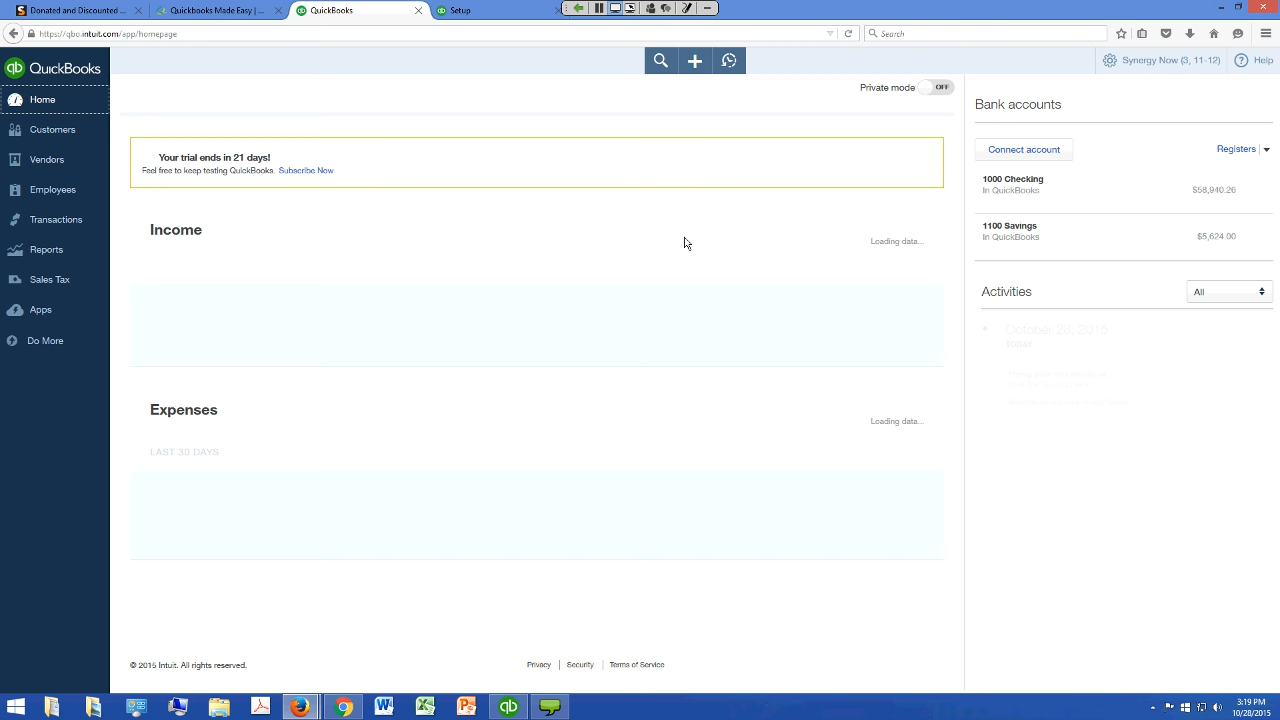 Donated and Discounted ...
Quickbooks Made Easy | ...
QuickBooks
Setup
https://qbo.intuit.com/app/homepage
Search
QuickBooks
Synergy Now (3, 11-12)
Help
Home
Customers
Vendors
Employees
Transactions
Reports
Sales Tax
Apps
Do More
Private mode OFF
Your trial ends in 21 days!
Feel free to keep testing QuickBooks. Subscribe Now
Income
Loading data...
Expenses
Loading data...
LAST 30 DAYS
Bank accounts
Connect account
Registers
1000 Checking
In QuickBooks
$58,940.26
1100 Savings
In QuickBooks
$5,624.00
Activities
All
October 28, 2015
TODAY
© 2015 Intuit. All rights reserved.
Privacy
Security
Terms of Service
3:19 PM
10/28/2015